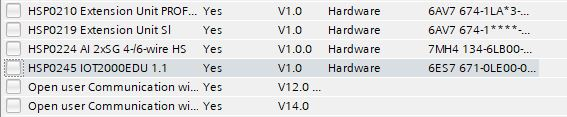 HSP0210 Extension Unit PROF... Yes V1.0 Hardware 6AV7 674-1LA*3-...
HSP0219 Extension Unit Sl Yes V1.0 Hardware 6AV7 674-1****-...
HSP0224 AI 2xSG 4-/6-wire HS Yes V1.0.0 Hardware 7MH4 134-6LB00-...
HSP0245 IOT2000EDU 1.1 Yes V1.0 Hardware 6ES7 671-0LE00-0...
Open user Communication wi... Yes V12.0 ...
Open user Communication wi... Yes V14.0